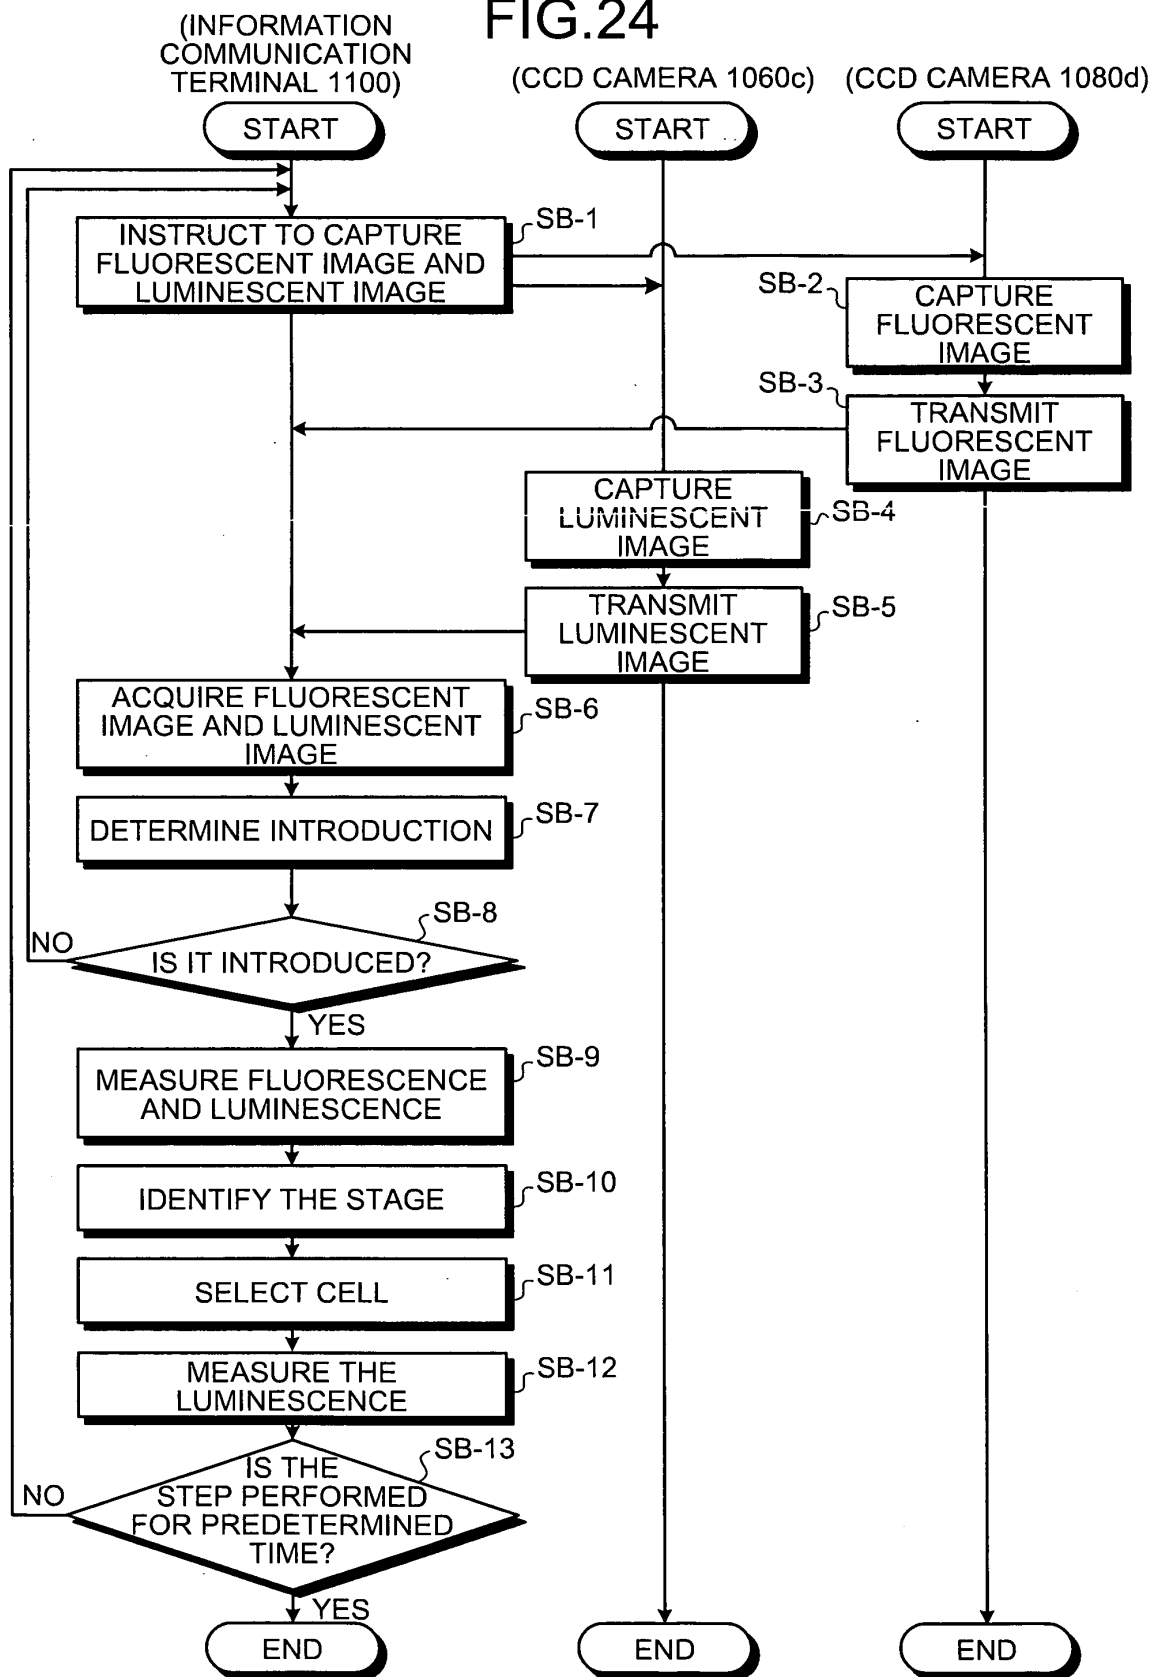 FIG.24
(INFORMATION
COMMUNICATION
TERMINAL 1100)
(CCD CAMERA 1060c)
(CCD CAMERA 1080d)
START
START
START
SB-1
INSTRUCT TO CAPTURE
FLUORESCENT IMAGE AND
LUMINESCENT IMAGE
SB-2
CAPTURE
FLUORESCENT
IMAGE
SB-3
TRANSMIT
FLUORESCENT
IMAGE
CAPTURE
LUMINESCENT
IMAGE
SB-4
TRANSMIT
LUMINESCENT
IMAGE
SB-5
ACQUIRE FLUORESCENT
IMAGE AND LUMINESCENT
IMAGE
SB-6
DETERMINE INTRODUCTION
SB-7
SB-8
NO
IS IT INTRODUCED?
YES
SB-9
MEASURE FLUORESCENCE
AND LUMINESCENCE
IDENTIFY THE STAGE
SB-10
SELECT CELL
SB-11
MEASURE THE
LUMINESCENCE
SB-12
SB-13
NO
IS THE
STEP PERFORMED
FOR PREDETERMINED
TIME?
YES
END
END
END